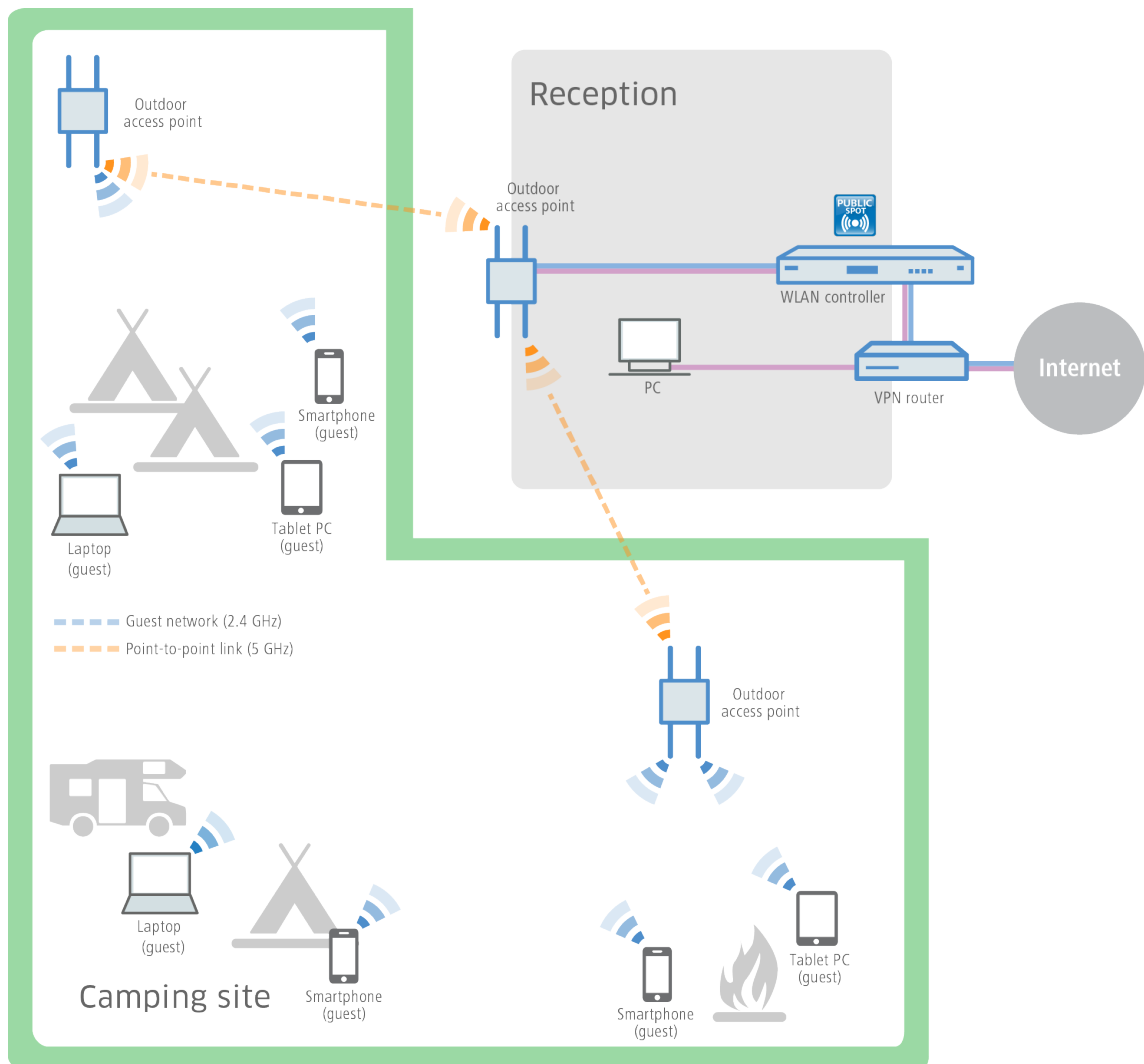 Reception
Outdoor
access point
Outdoor
access point
PUBLIC
SPOT
WLAN controller
Internet
PC
VPN router
Smartphone
(guest)
Tablet PC
(guest)
Laptop
(guest)
Guest network (2.4 GHz)
Point-to-point link (5 GHz)
Outdoor
access point
Laptop
(guest)
Smartphone
(guest)
Camping site
Tablet PC
(guest)
Smartphone
(guest)